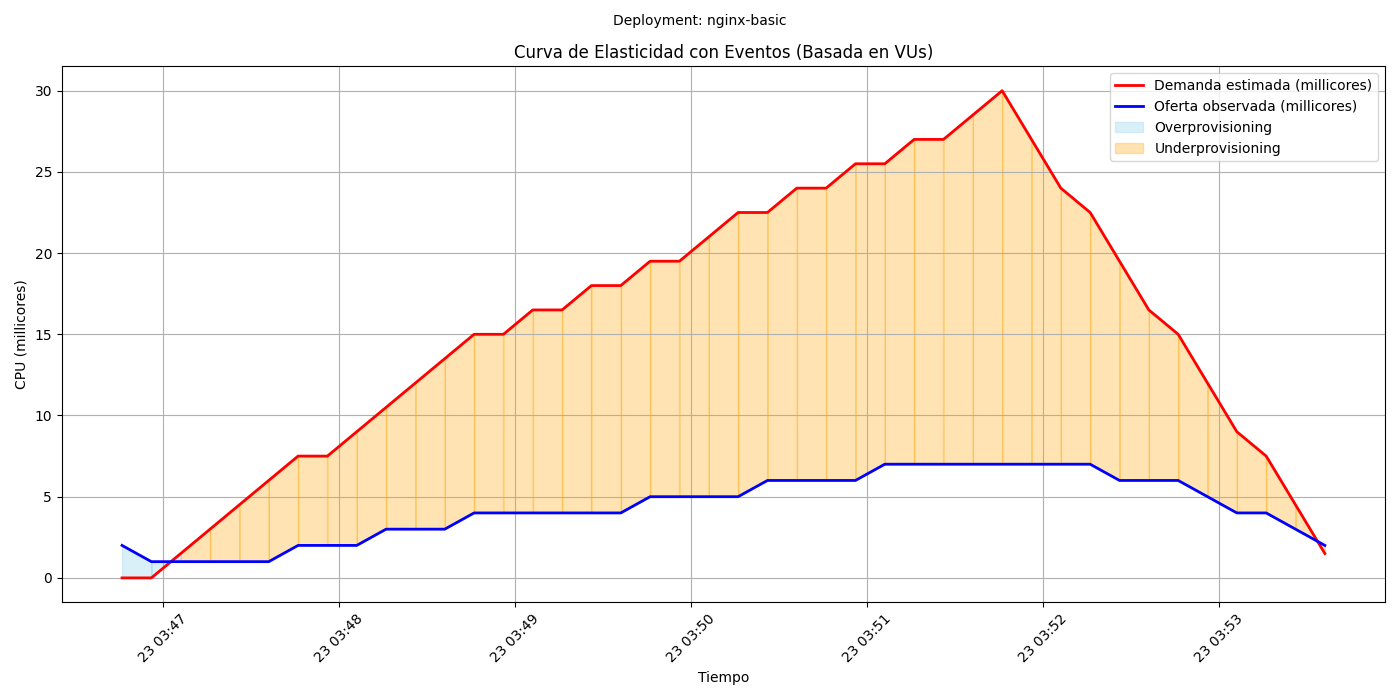 Deployment: nginx-basic
Curva de Elasticidad con Eventos (Basada en VUs)
Demanda estimada (millicores)
Oferta observada (millicores)
Overprovisioning
Underprovisioning
CPU (millicores)
30
25
20
15
10
5
0
23 03:47
23 03:48
23 03:49
23 03:50
23 03:51
23 03:52
23 03:53
Tiempo